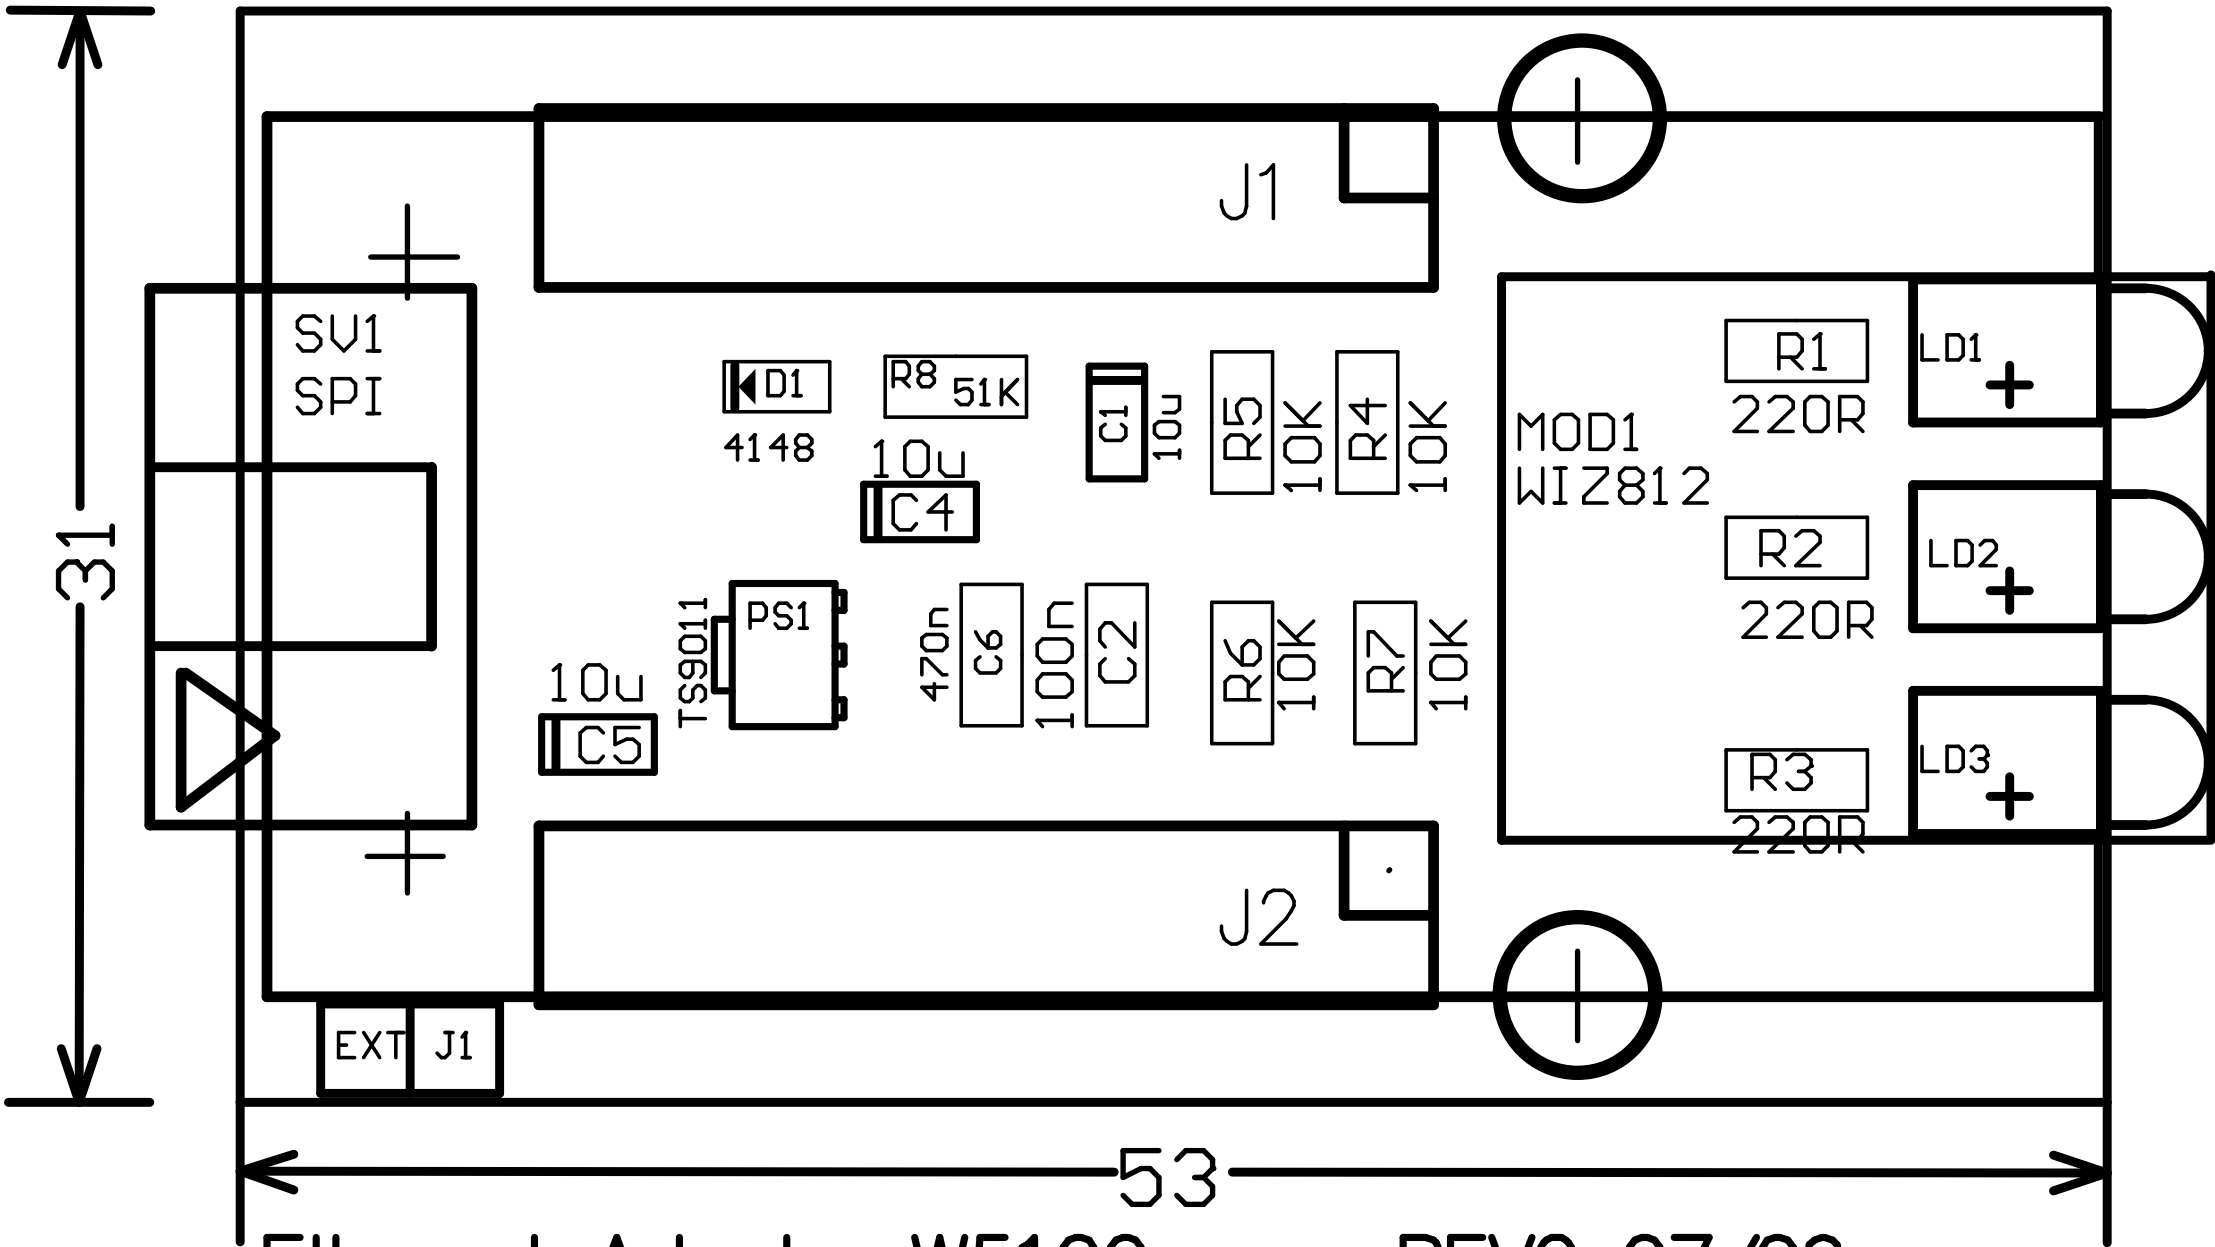 J1
SV1
SPI
D1
4148
R8 51K
C1
10u
R5
10K
R4
10K
10u
C4
MOD1
WIZ812
R1
220R
LD1
R2
220R
LD2
R3
220R
LD3
31
PS1
TS9011
470n
C6
100n
C2
R6
10K
R7
10K
10u
C5
J2
EXT J1
53